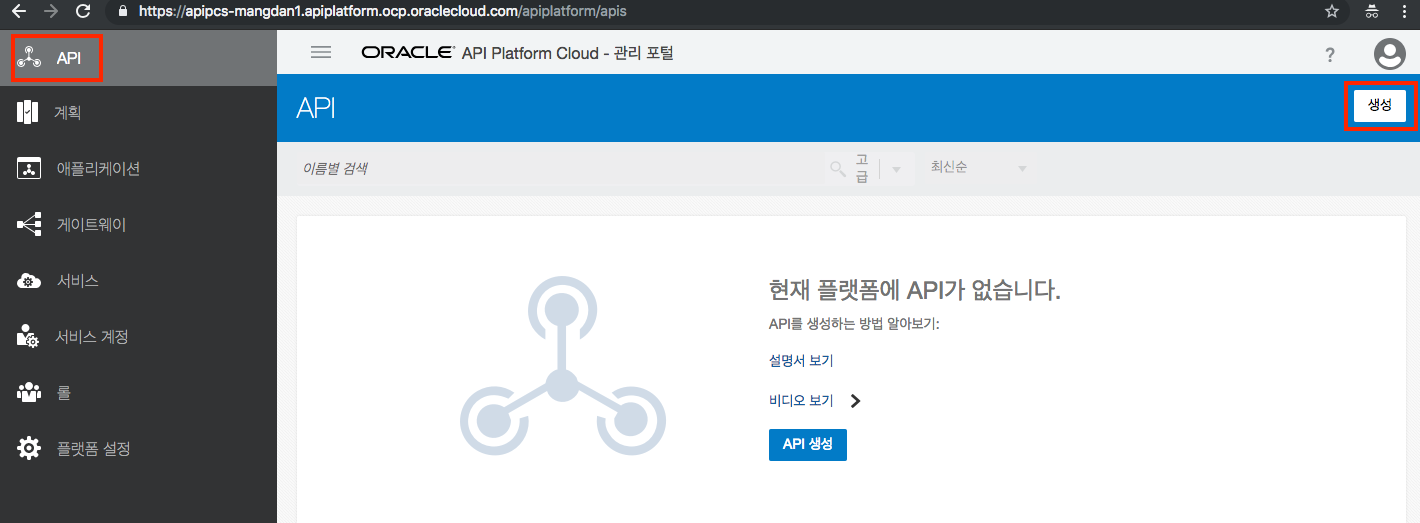 https://apipcs-mangdan1.apiplatform.ocp.oraclecloud.com/apiplatform/apis
API
계획
애플리케이션
게이트웨이
서비스
서비스 계정
롤
플랫폼 설정
ORACLE API Platform Cloud - 관리 포털
?
API
생성
이름별 검색
고급
최신순
현재 플랫폼에 API가 없습니다.
API를 생성하는 방법 알아보기:
설명서 보기
비디오 보기
API 생성